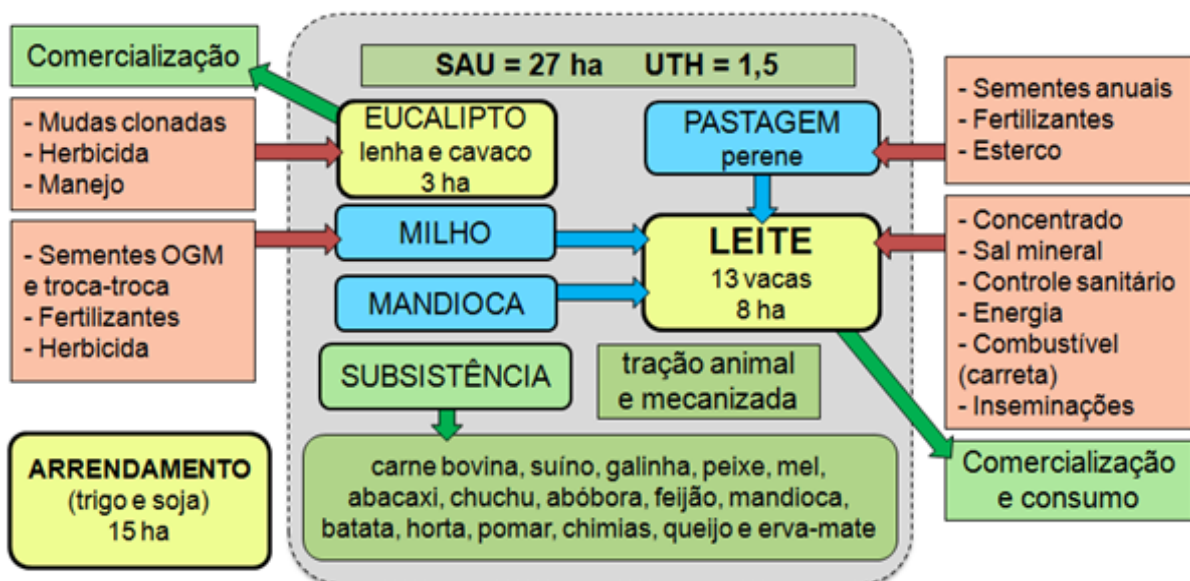 Comercialização
SAU = 27 ha UTH = 1,5
- Mudas clonadas
- Herbicida
- Manejo
EUCALIPTO
lenha e cavaco
3 ha
PASTAGEM
perene
- Sementes anuais
- Fertilizantes
- Esterco
- Sementes OGM
e troca-troca
- Fertilizantes
- Herbicida
MILHO
MANDIOCA
LEITE
13 vacas
8 ha
- Concentrado
- Sal mineral
- Controle sanitário
- Energia
- Combustível
(carreta)
- Inseminações
SUBSISTÊNCIA
tração animal
e mecanizada
ARRENDAMENTO
(trigo e soja)
15 ha
carne bovina, suíno, galinha, peixe, mel,
abacaxi, chuchu, abóbora, feijão, mandioca,
batata, horta, pomar, chimias, queijo e erva-mate
Comercialização
e consumo